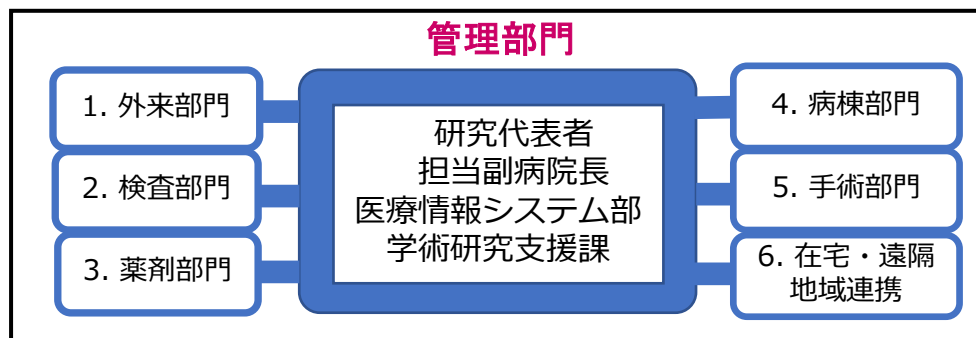 管理部門
1. 外来部門
2. 検査部門
3. 薬剤部門
研究代表者
担当副病院長
医療情報システム部
学術研究支援課
4. 病棟部門
5. 手術部門
6. 在宅・遠隔
地域連携